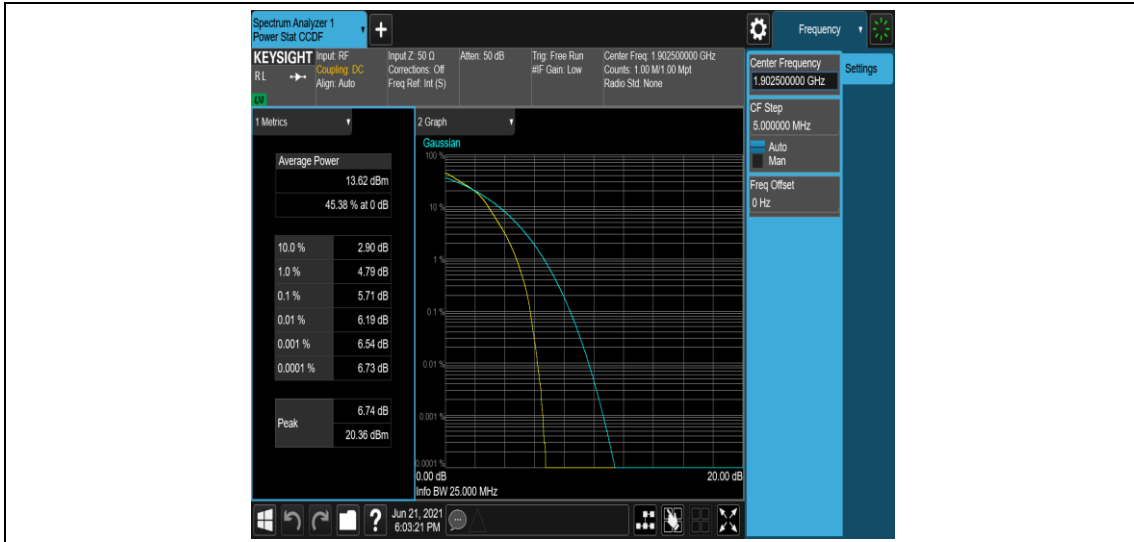 Spectrum Analyzer 1
Power Stat CCDF
Frequency
KEYSIGHT
RL
LXI
Input: RF
Coupling: DC
Align: Auto
Input Z: 50 Ω
Corrections: Off
Freq Ref: Int (S)
Atten: 50 dB
Trig: Free Run
#IF Gain: Low
Center Freq: 1.902500000 GHz
Counts: 1.00 M/1.00 Mpt
Radio Std: None
Center Frequency
1.902500000 GHz
Settings
CF Step
5.000000 MHz
Auto
Man
Freq Offset
0 Hz
1 Metrics
Average Power
13.62 dBm
45.38 % at 0 dB
10.0 % 2.90 dB
1.0 % 4.79 dB
0.1 % 5.71 dB
0.01 % 6.19 dB
0.001 % 6.54 dB
0.0001 % 6.73 dB
Peak
6.74 dB
20.36 dBm
2 Graph
Gaussian
100 %
10 %
1 %
0.1 %
0.01 %
0.001 %
0.0001 %
0.00 dB
20.00 dB
Info BW 25.000 MHz
?
Jun 21, 2021
6:03:21 PM